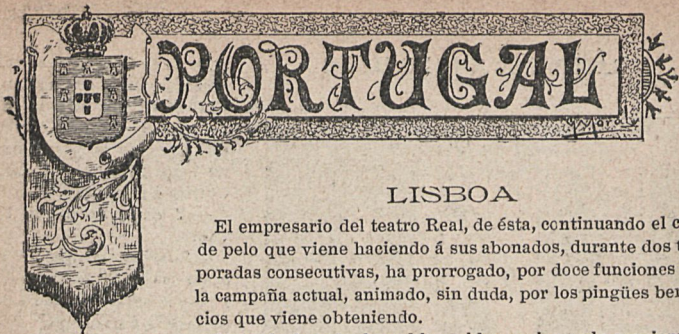 PORTUGAL
LISBOA
El empresario del teatro Real, de ésta, continuando el
de pelo que viene haciendo á sus abonados, durante dos
poradas consecutivas, ha prorrogado, por doce funciones
la campaña actual, animado, sin duda, por los pingües
cios que viene obteniendo.